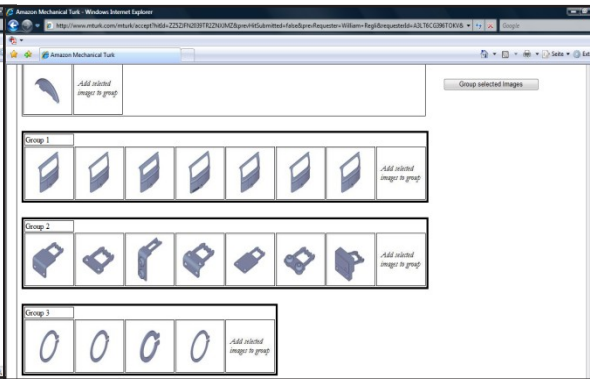 Amazon Mechanical Turk - Windows Internet Explorer
Google
Amazon Mechanical Turk
Seite
Add selected
images to group
Group selected Images
Group 1
Add selected
images to group
Group 2
Add selected
images to group
Group 3
Add selected
images to group